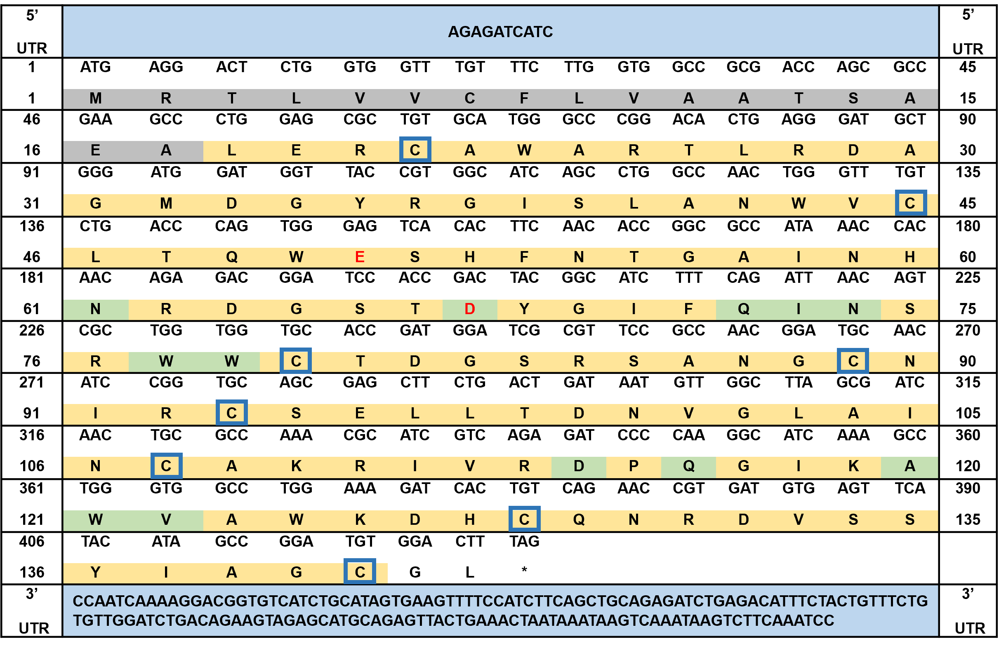 5’ AGAGATCATC 5’
UTR UTR
1 ATG AGG ACT CTG GTG GTT TGT TTC TTG GTG GCC GCG ACC AGC GCC 45
1 M R T L V V C F L V A A T S A 15
46 GAA GCC CTG GAG CGC TGT GCA TGG GCC CGG ACA CTG AGG GAT GCT 90
16 E A L E R C A W A R T L R D A 30
91 GGG ATG GAT GGT TAC CGT GGC ATC AGC CTG GCC AAC TGG GTT TGT 135
31 G M D G Y R G I S L A N W V C 45
136 CTG ACC CAG TGG GAG TCA CAC TTC AAC ACC GGC GCC ATA AAC CAC 180
46 L T Q W E S H F N T G A I N H 60
181 AAC AGA GAC GGA TCC ACC GAC TAC GGC ATC TTT CAG ATT AAC AGT 225
61 N R D G S T D Y G I F Q I N S 75
226 CGC TGG TGG TGC ACC GAT GGA TCG CGT TCC GCC AAC GGA TGC AAC 270
76 R W W C T D G S R S A N G C N 90
271 ATC CGG TGC AGC GAG CTT CTG ACT GAT AAT GTT GGC TTA GCG ATC 315
91 I R C S E L L T D N V G L A I 105
316 AAC TGC GCC AAA CGC ATC GTC AGA GAT CCC CAA GGC ATC AAA GCC 360
106 N C A K R I V R D P Q G I K A 120
361 TGG GTG GCC TGG AAA GAT CAC TGT CAG AAC CGT GAT GTG AGT TCA 390
121 W V A W K D H C Q N R D V S S 135
406 TAC ATA GCC GGA TGT GGA CTT TAG
136 Y I A G C G L *
3’ CCAATCAAAAGGACGGTGTCATCTGCATAGTGAAGTTTTCCATCTTCAGCTGCAGAGATCTGAGACATTTCTACTGTTTCTG 3’
UTR TGTTGGATCTGACAGAAGTAGAGCATGCAGAGTTACTGAAACTAATAAATAAGTCAAATAAGTCTTCAAATCC UTR